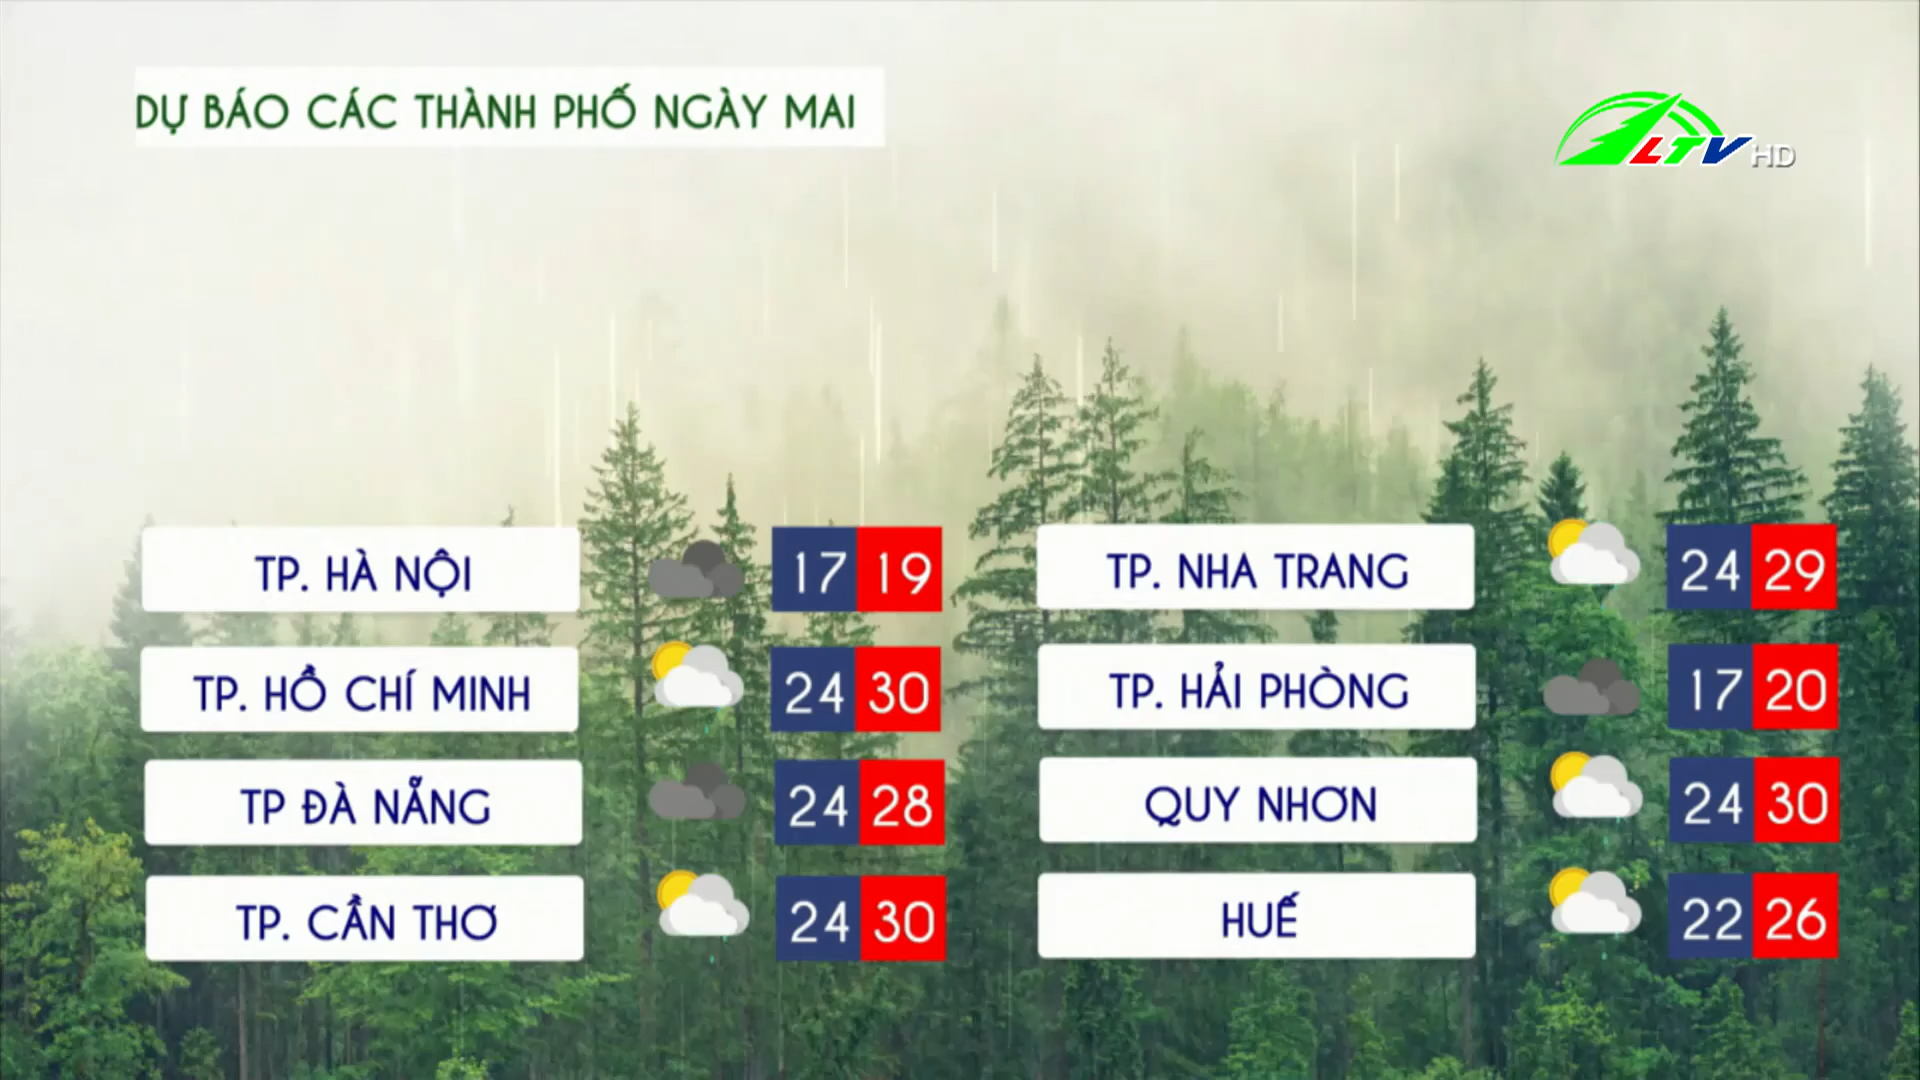 DỰ BÁO CÁC THÀNH PHỐ NGÀY MAI
LTV HD
TP. HÀ NỘI 17 19
TP. HỒ CHÍ MINH 24 30
TP ĐÀ NẴNG 24 28
TP. CẦN THƠ 24 30
TP. NHA TRANG 24 29
TP. HẢI PHÒNG 17 20
QUY NHƠN 24 30
HUẾ 22 26